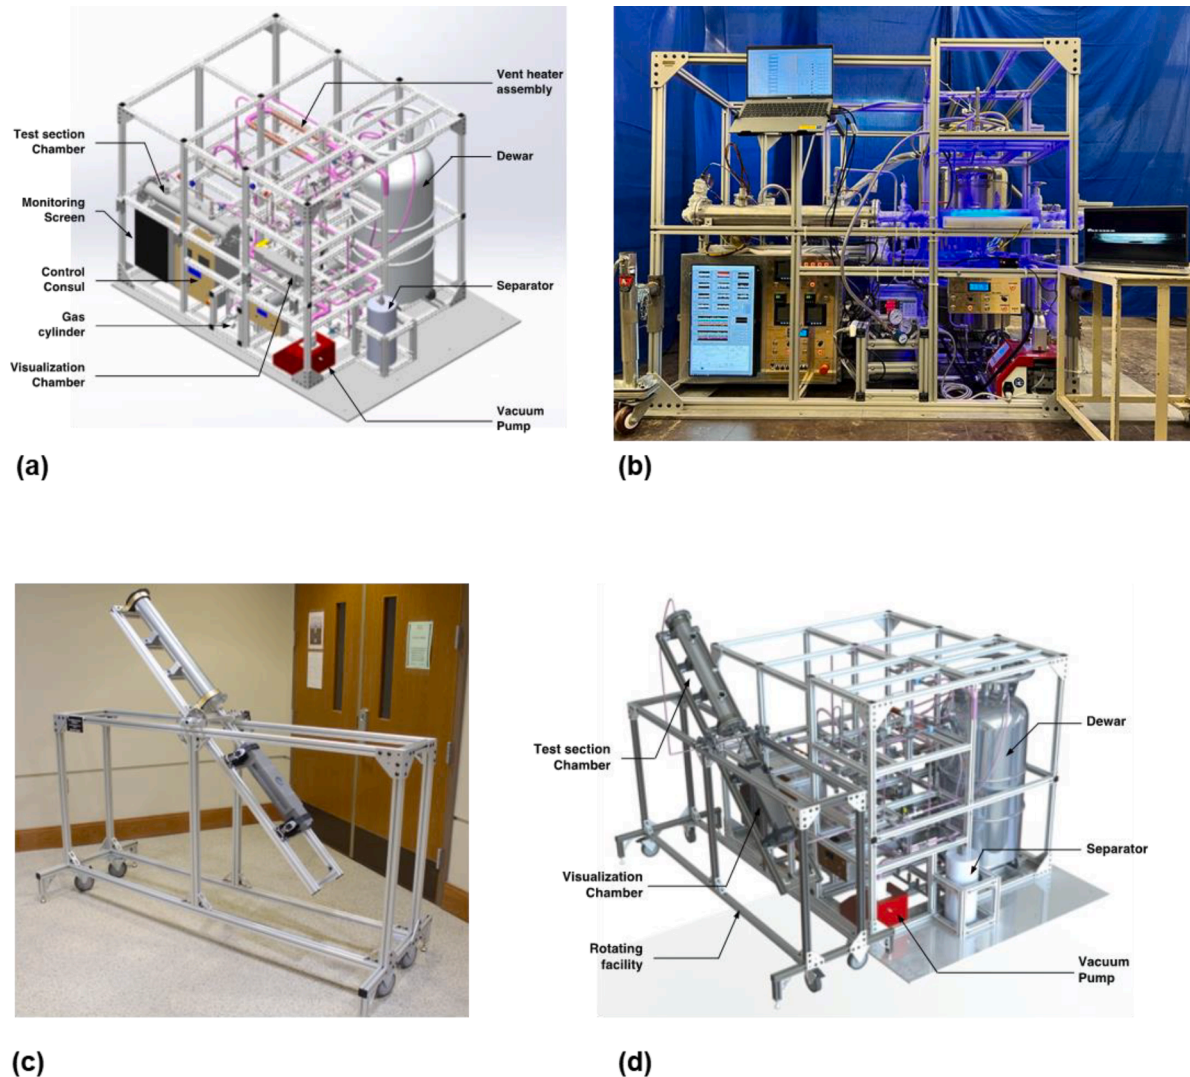 Vent heater
assembly
Test section
Chamber
Dewar
Monitoring
Screen
Control
Consul
Separator
Gas
cylinder
Visualization
Chamber
Vacuum
Pump
(a)
(b)
Test section
Chamber
Dewar
Visualization
Chamber
Separator
Rotating
facility
Vacuum
Pump
(c)
(d)